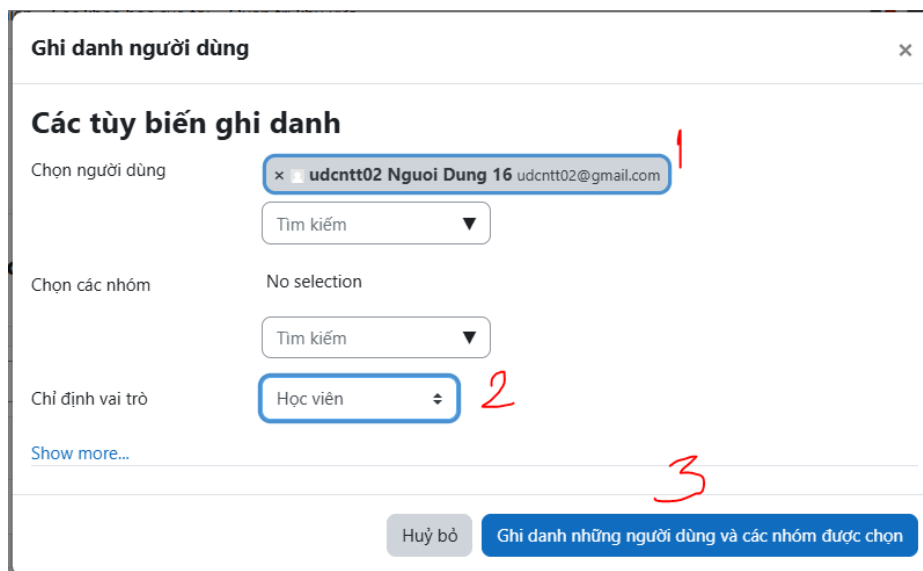 Ghi danh người dùng ×
Các tùy biến ghi danh
Chọn người dùng × udcntt02 Nguoi Dung 16 udcntt02@gmail.com 1
Tìm kiếm ▼
Chọn các nhóm No selection
Tìm kiếm ▼
Chỉ định vai trò Học viên 2
Show more...
3
Huỷ bỏ Ghi danh những người dùng và các nhóm được chọn